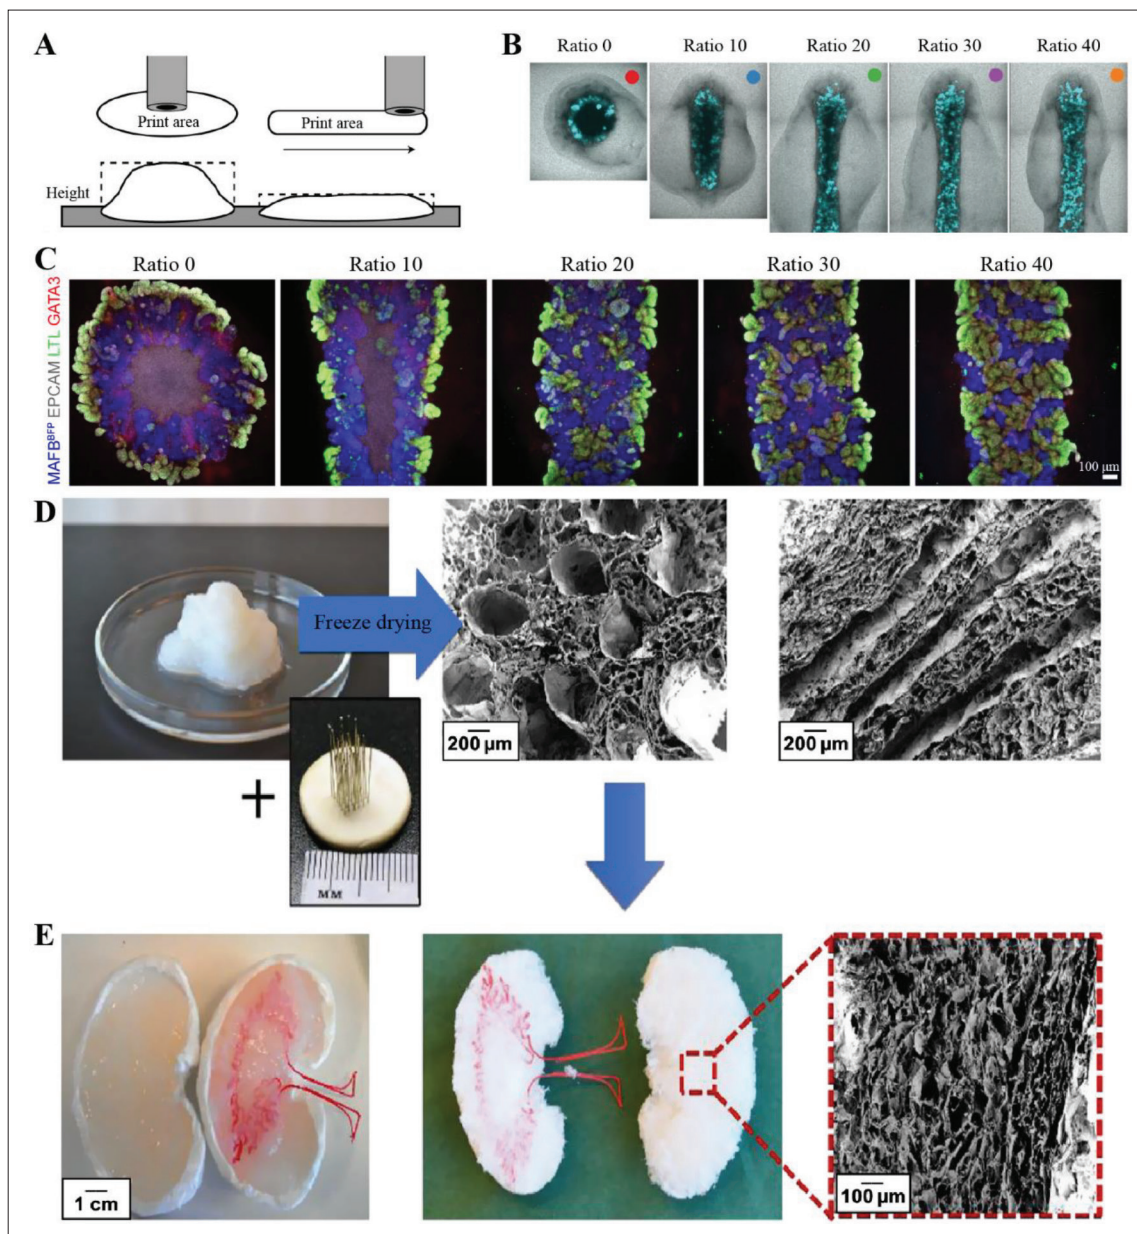 A
Print area
Print area
Height
B
Ratio 0
Ratio 10
Ratio 20
Ratio 30
Ratio 40
C
Ratio 0
Ratio 10
Ratio 20
Ratio 30
Ratio 40
MAFBᴮᶠᴾ EPCAM LTL GATA3
100 µm
D
Freeze drying
200 µm
200 µm
+
MM
E
1 cm
100 µm